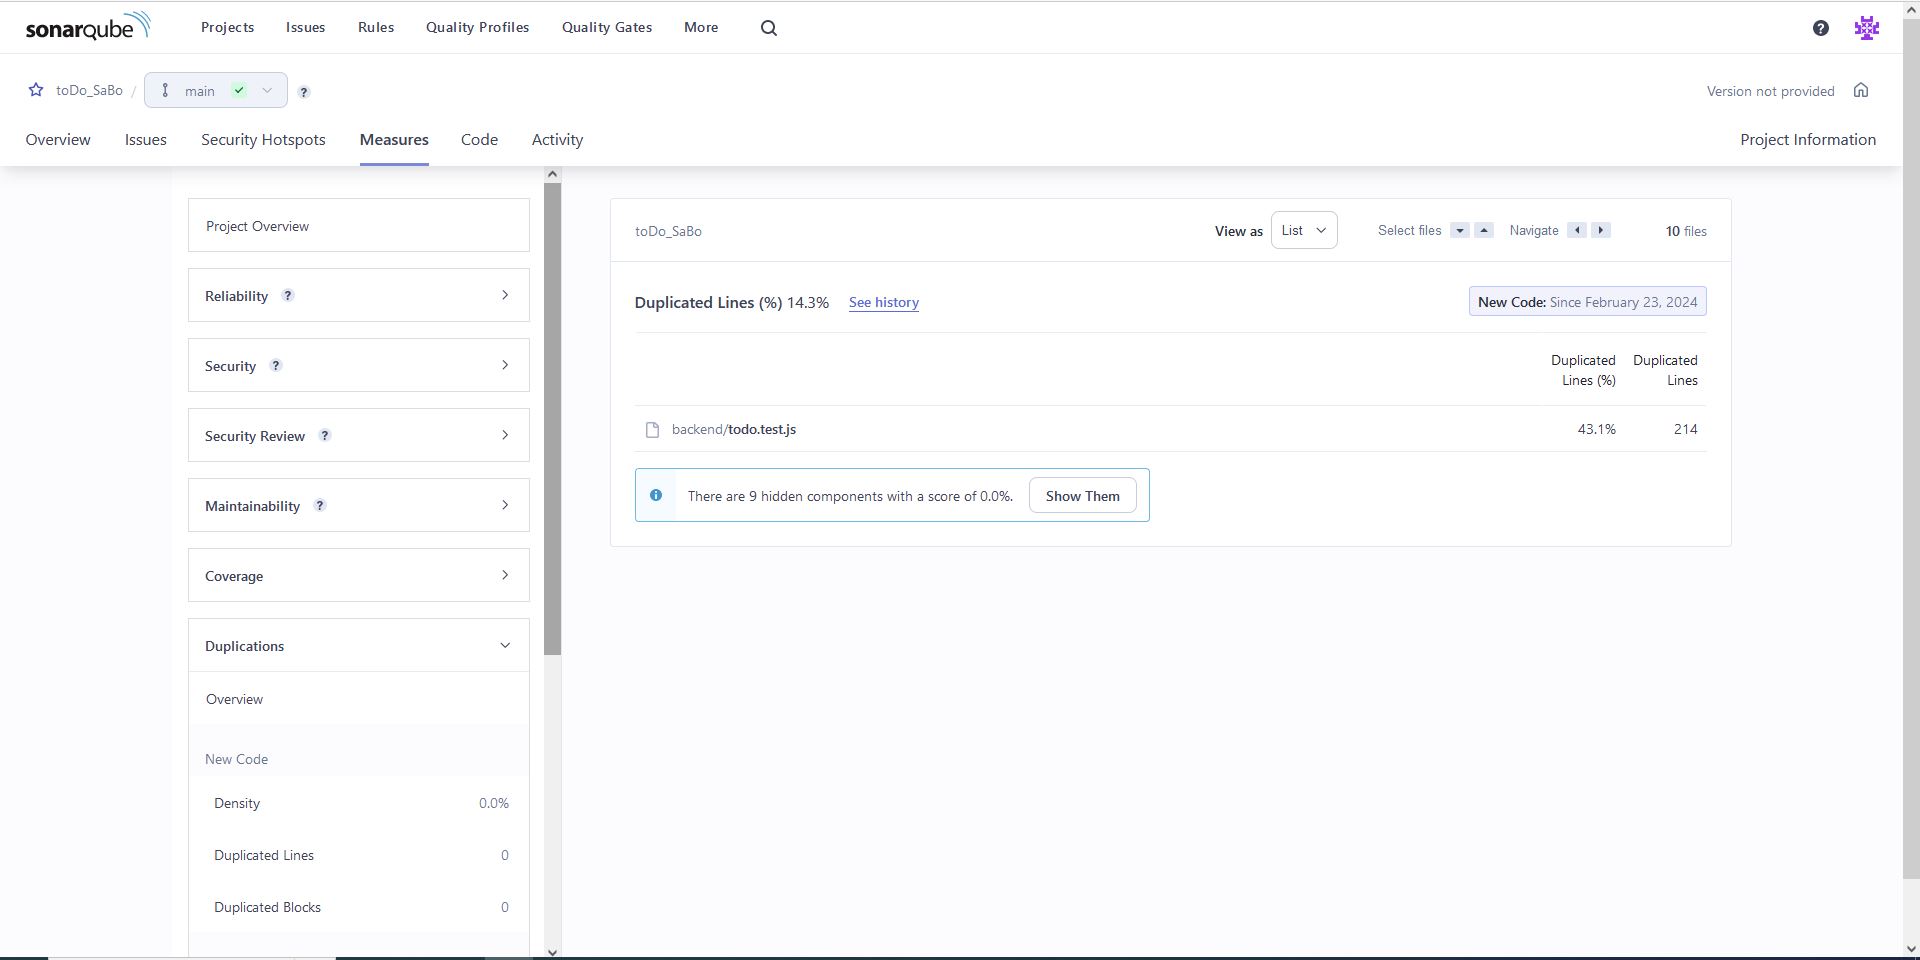 sonarqube
Projects Issues Rules Quality Profiles Quality Gates More
?
toDo_SaBo / main ?
Version not provided
Overview Issues Security Hotspots Measures Code Activity
Project Information
Project Overview
Reliability ?
Security ?
Security Review ?
Maintainability ?
Coverage
Duplications
Overview
New Code
Density 0.0%
Duplicated Lines 0
Duplicated Blocks 0
toDo_SaBo View as List Select files Navigate 10 files
Duplicated Lines (%) 14.3% See history New Code: Since February 23, 2024
Duplicated Duplicated
Lines (%) Lines
backend/todo.test.js 43.1% 214
There are 9 hidden components with a score of 0.0%. Show Them